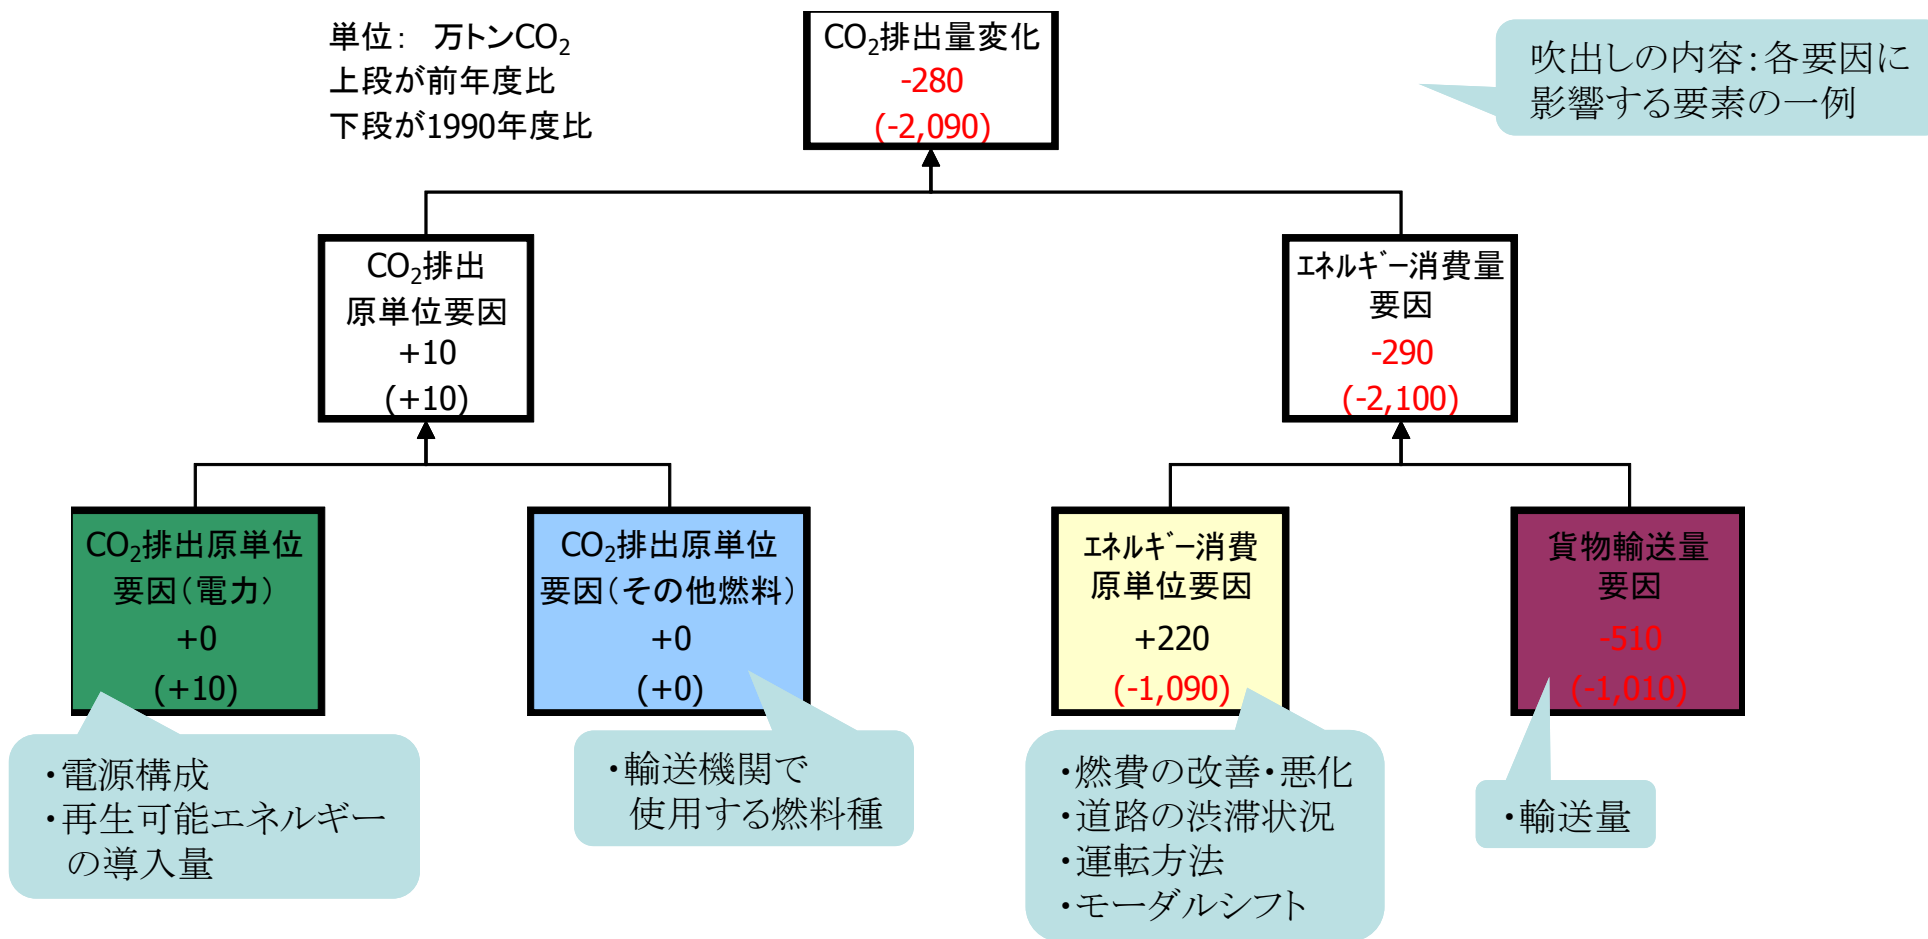 単位： 万トンCO₂
上段が前年度比
下段が1990年度比
CO₂排出量変化
-280
(-2,090)
吹出しの内容：各要因に
影響する要素の一例
CO₂排出
原単位要因
+10
(+10)
ｴﾈﾙｷﾞｰ消費量
要因
-290
(-2,100)
CO₂排出原単位
要因（電力）
+0
(+10)
CO₂排出原単位
要因（その他燃料）
+0
(+0)
ｴﾈﾙｷﾞｰ消費
原単位要因
+220
(-1,090)
貨物輸送量
要因
-510
(-1,010)
・電源構成
・再生可能エネルギー
の導入量
・輸送機関で
使用する燃料種
・燃費の改善・悪化
・道路の渋滞状況
・運転方法
・モーダルシフト
・輸送量